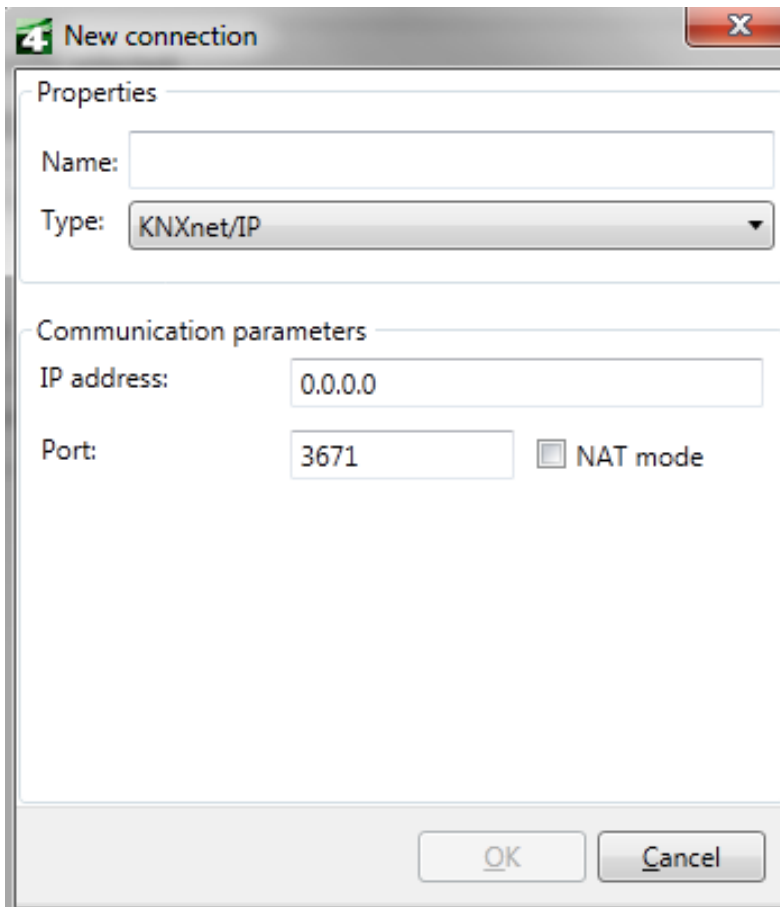 4 New connection
Properties
Name:
Type: KNXnet/IP
Communication parameters
IP address: 0.0.0.0
Port: 3671 NAT mode
OK Cancel